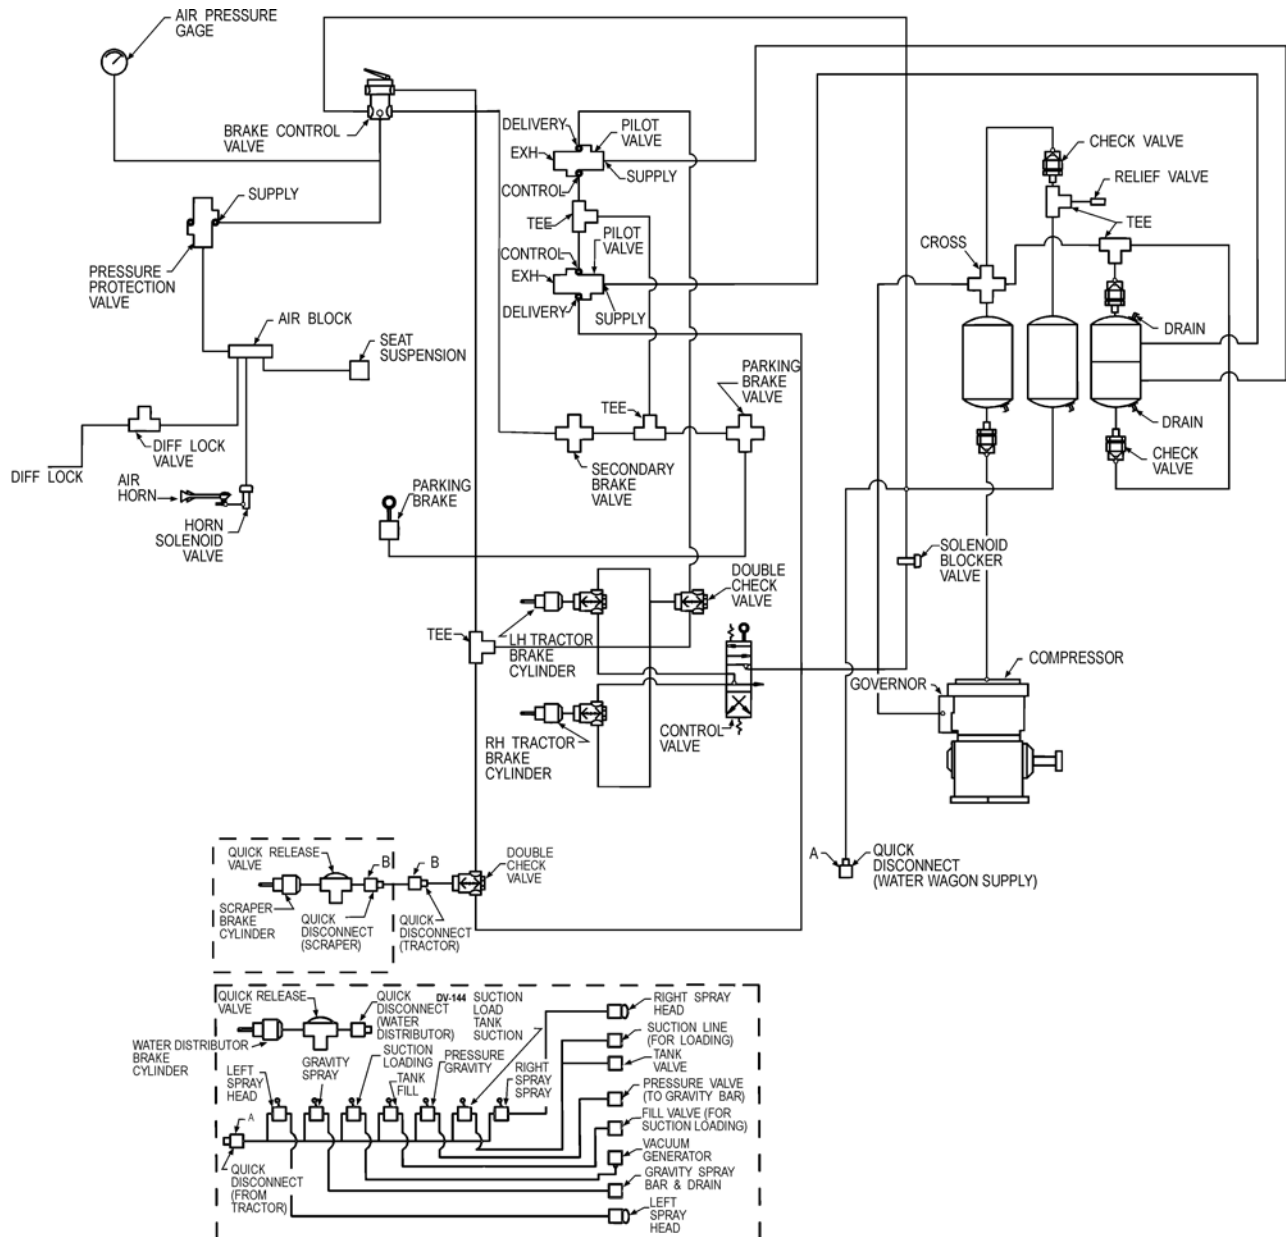 AIR PRESSURE
GAGE
BRAKE CONTROL
VALVE
SUPPLY
PRESSURE
PROTECTION
VALVE
AIR BLOCK
SEAT
SUSPENSION
DIFF LOCK
VALVE
DIFF LOCK
AIR
HORN
HORN
SOLENOID
VALVE
DELIVERY
PILOT
VALVE
EXH
CONTROL
SUPPLY
TEE
PILOT
VALVE
CONTROL
EXH
DELIVERY
SUPPLY
PARKING
BRAKE
VALVE
TEE
SECONDARY
BRAKE
VALVE
PARKING
BRAKE
CHECK VALVE
RELIEF VALVE
TEE
CROSS
DRAIN
DRAIN
CHECK
VALVE
SOLENOID
BLOCKER
VALVE
DOUBLE
CHECK
VALVE
TEE
LH TRACTOR
BRAKE
CYLINDER
RH TRACTOR
BRAKE
CYLINDER
CONTROL
VALVE
GOVERNOR
COMPRESSOR
A
QUICK
DISCONNECT
(WATER WAGON SUPPLY)
QUICK RELEASE
VALVE
B
B
DOUBLE
CHECK
VALVE
SCRAPER
BRAKE
CYLINDER
QUICK
DISCONNECT
(SCRAPER)
QUICK
DISCONNECT
(TRACTOR)
QUICK RELEASE
VALVE
QUICK
DISCONNECT
(WATER
DISTRIBUTOR)
DV-144
SUCTION
LOAD
TANK
SUCTION
WATER DISTRIBUTOR
BRAKE
CYLINDER
LEFT
SPRAY
HEAD
GRAVITY
SPRAY
SUCTION
LOADING
TANK
FILL
PRESSURE
GRAVITY
RIGHT
SPRAY
SPRAY
A
QUICK
DISCONNECT
(FROM
TRACTOR)
RIGHT SPRAY
HEAD
SUCTION LINE
(FOR LOADING)
TANK
VALVE
PRESSURE VALVE
(TO GRAVITY BAR)
FILL VALVE (FOR
SUCTION LOADING)
VACUUM
GENERATOR
GRAVITY SPRAY
BAR & DRAIN
LEFT
SPRAY
HEAD